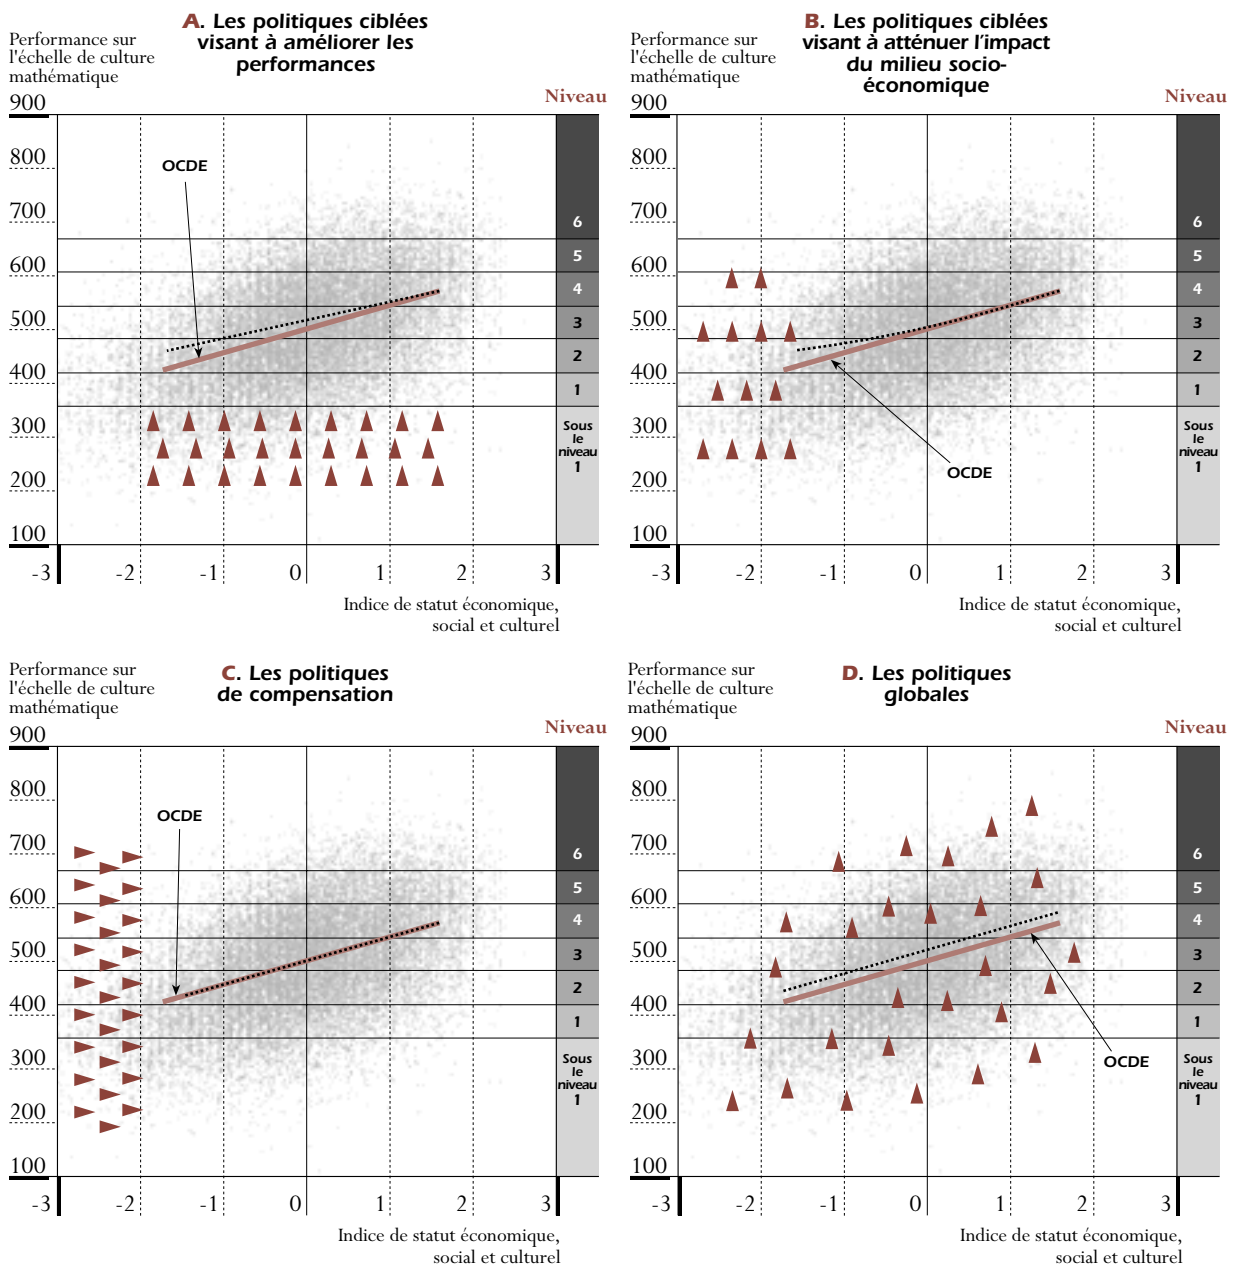 A. Les politiques ciblées
visant à améliorer les
performances
Performance sur
l'échelle de culture
mathématique
Niveau
900
800
700
600
500
400
300
200
100
OCDE
6
5
4
3
2
1
Sous
le
niveau
1
-3 -2 -1 0 1 2 3
Indice de statut économique,
social et culturel
B. Les politiques ciblées
visant à atténuer l'impact
du milieu socio-
économique
Performance sur
l'échelle de culture
mathématique
Niveau
900
800
700
600
500
400
300
200
100
OCDE
6
5
4
3
2
1
Sous
le
niveau
1
-3 -2 -1 0 1 2 3
Indice de statut économique,
social et culturel
C. Les politiques
de compensation
Performance sur
l'échelle de culture
mathématique
Niveau
900
800
700
600
500
400
300
200
100
OCDE
6
5
4
3
2
1
Sous
le
niveau
1
-3 -2 -1 0 1 2 3
Indice de statut économique,
social et culturel
D. Les politiques
globales
Performance sur
l'échelle de culture
mathématique
Niveau
900
800
700
600
500
400
300
200
100
OCDE
6
5
4
3
2
1
Sous
le
niveau
1
-3 -2 -1 0 1 2 3
Indice de statut économique,
social et culturel